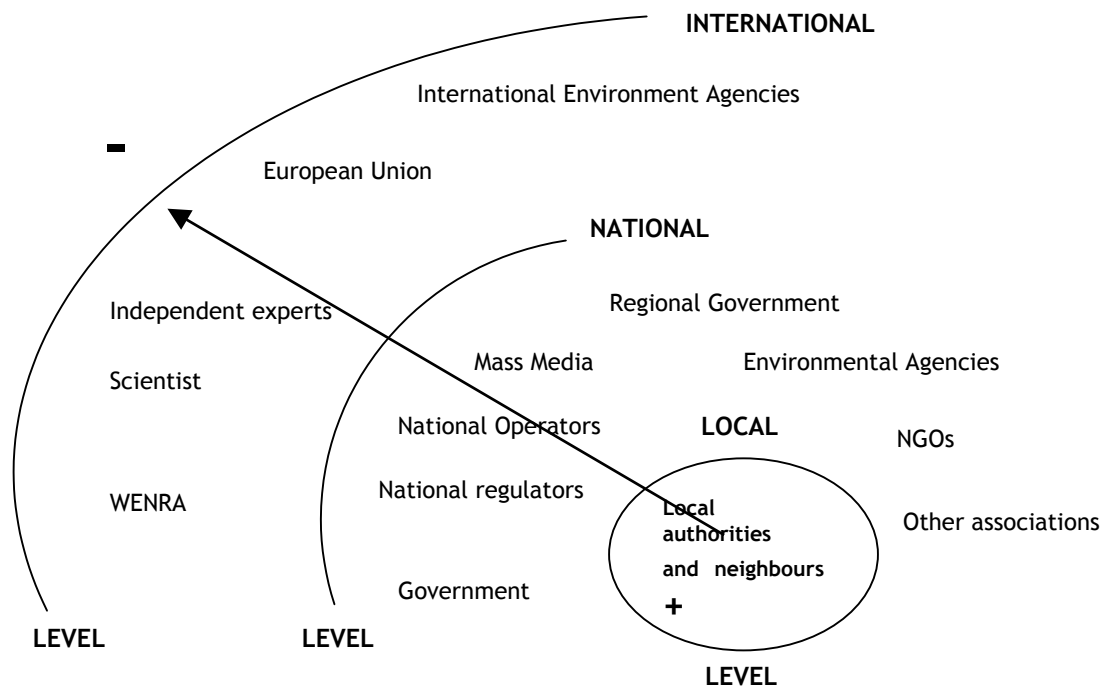 INTERNATIONAL
International Environment Agencies
-
European Union
NATIONAL
Regional Government
Independent experts
Mass Media
Environmental Agencies
Scientist
National Operators
LOCAL
NGOs
National regulators
WENRA
Local
authorities
and neighbours
+
Other associations
Government
LEVEL
LEVEL
LEVEL